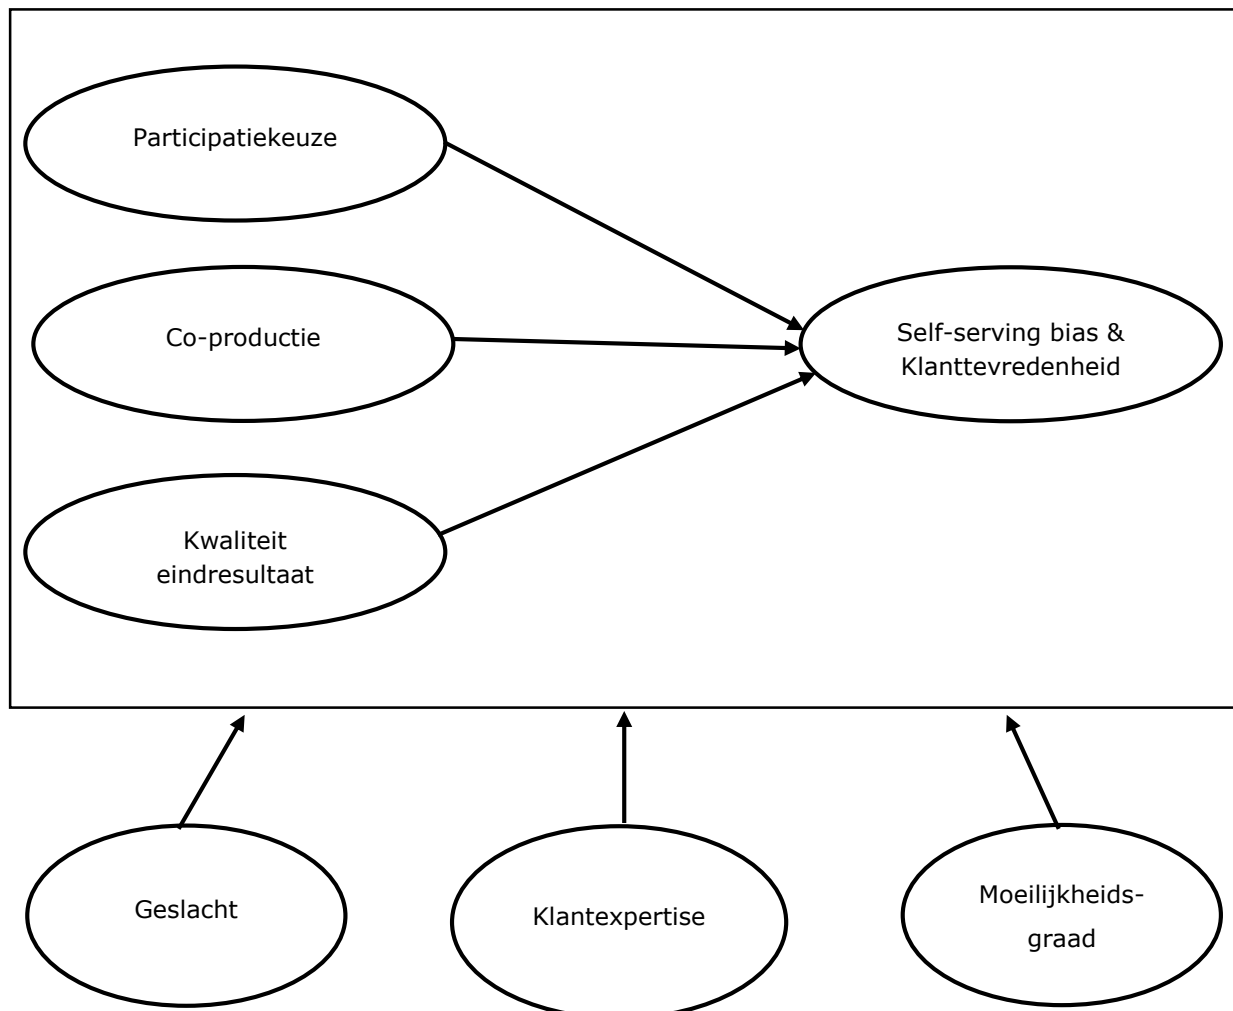 Participatiekeuze
Co-productie
Self-serving bias &
Klanttevredenheid
Kwaliteit
eindresultaat
Geslacht
Klantexpertise
Moeilijkheids-
graad